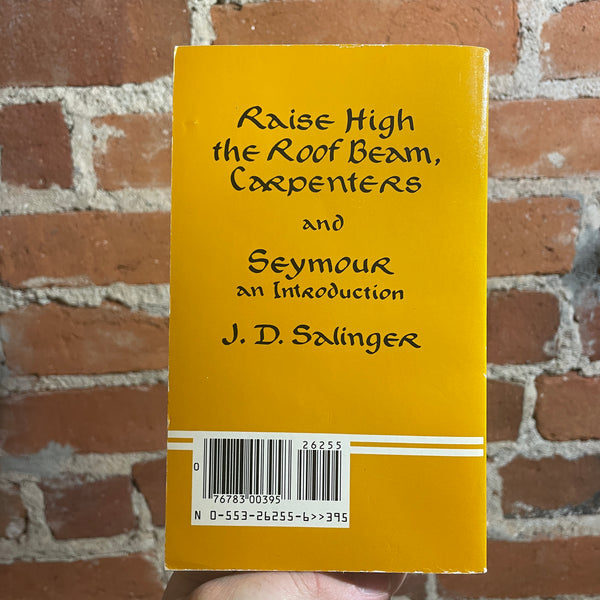 Raise High
the Roof Beam,
Carpenters
and
Seymour
an Introduction
J. D. Salinger
26255
0
76783 00395
N 0-553-26255-6>>395